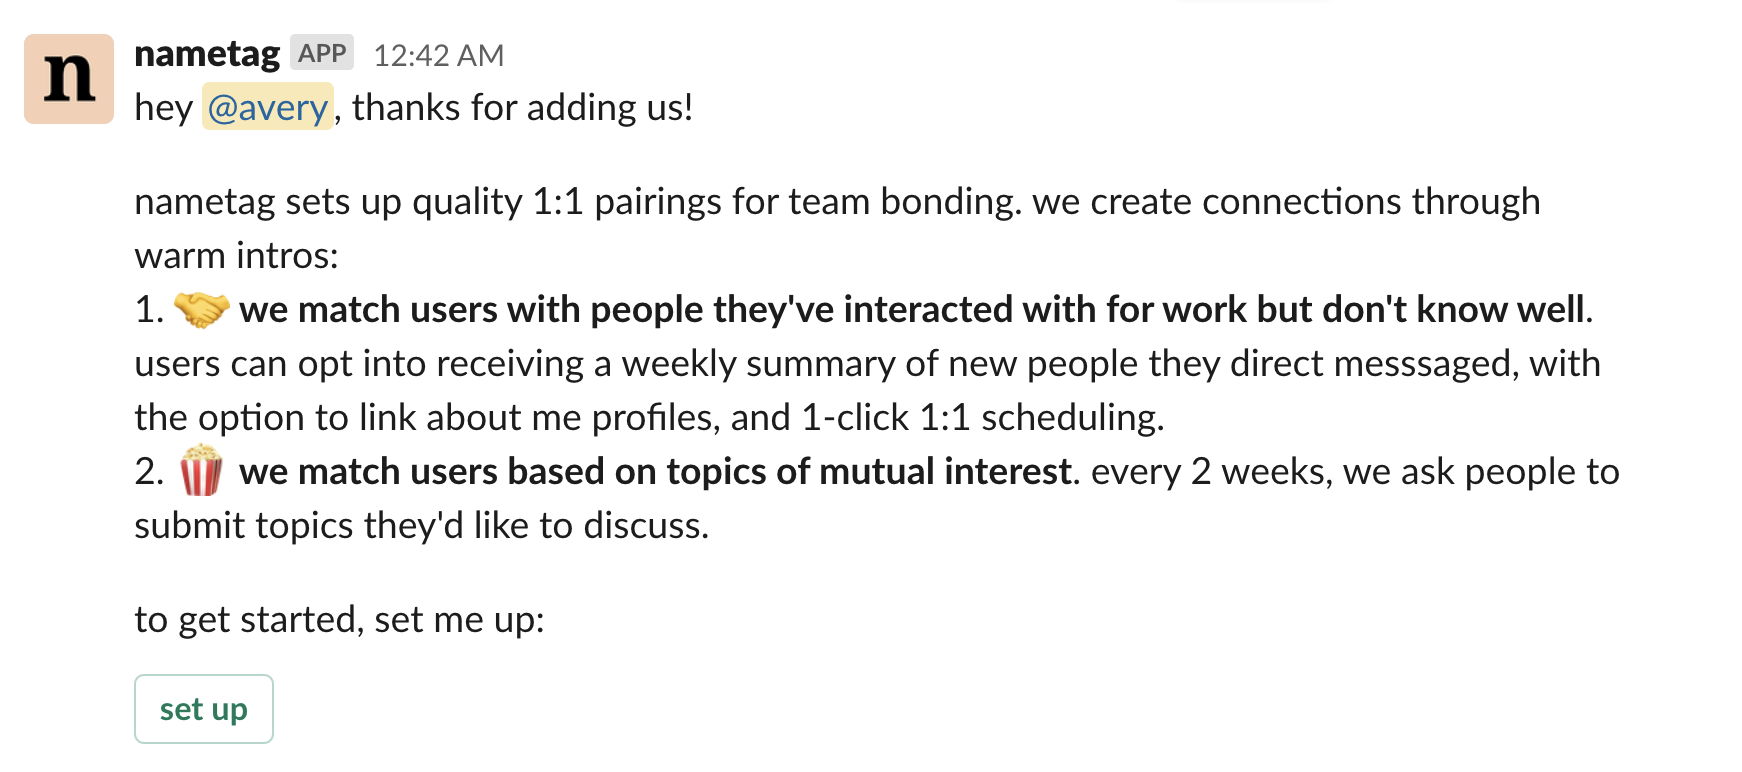 n
nametag APP 12:42 AM
hey @avery, thanks for adding us!
nametag sets up quality 1:1 pairings for team bonding. we create connections through
warm intros:
1. 🤝 we match users with people they've interacted with for work but don't know well.
users can opt into receiving a weekly summary of new people they direct messsaged, with
the option to link about me profiles, and 1-click 1:1 scheduling.
2. 🍿 we match users based on topics of mutual interest. every 2 weeks, we ask people to
submit topics they'd like to discuss.
to get started, set me up:
set up